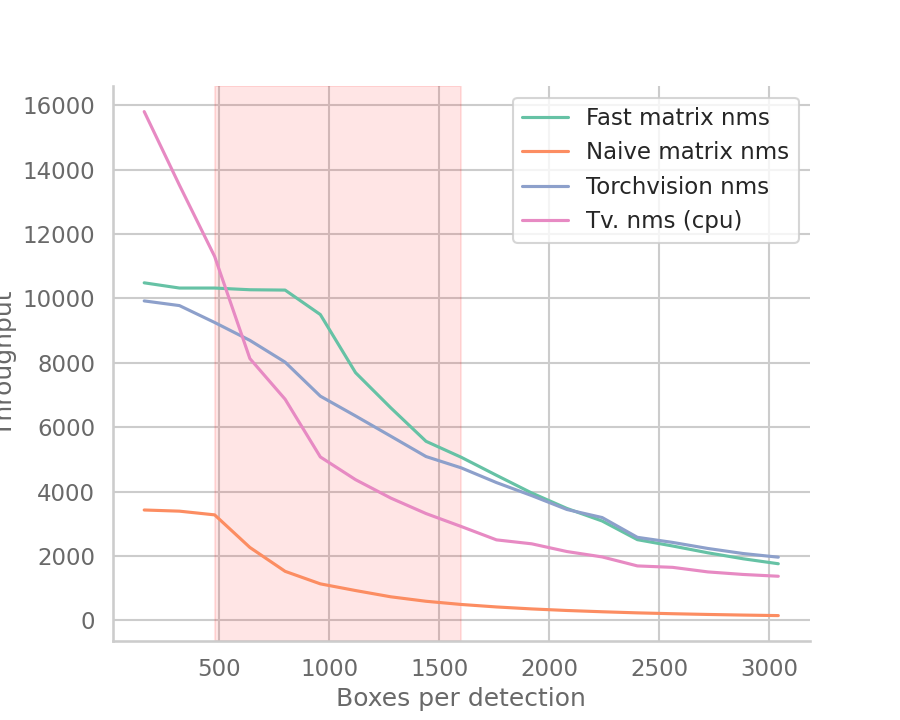 16000
14000
12000
10000
8000
6000
4000
2000
0
Throughput
500 1000 1500 2000 2500 3000
Boxes per detection
Fast matrix nms
Naive matrix nms
Torchvision nms
Tv. nms (cpu)